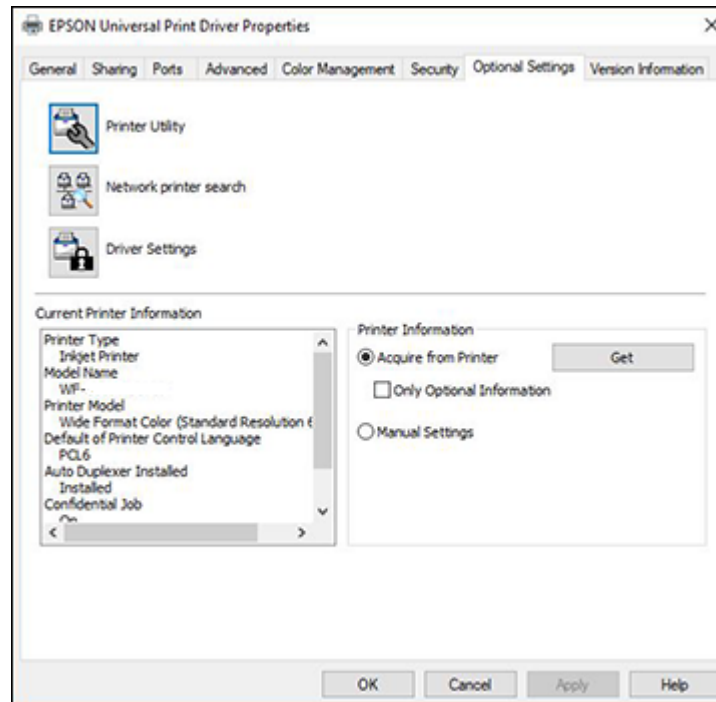 EPSON Universal Print Driver Properties
General Sharing Ports Advanced Color Management Security Optional Settings Version Information
Printer Utility
Network printer search
Driver Settings
Current Printer Information
Printer Type
Inkjet Printer
Model Name
WF-
Printer Model
Wide Format Color (Standard Resolution 6
Default of Printer Control Language
PCL6
Auto Duplexer Installed
Installed
Confidential Job
On
Printer Information
Acquire from Printer Get
Only Optional Information
Manual Settings
OK Cancel Apply Help